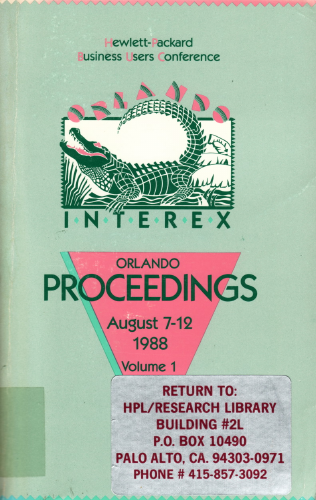 Hewlett-Packard
Business Users Conference
ORLANDO
INTEREX
ORLANDO
PROCEEDINGS
August 7-12
1988
Volume 1
RETURN TO:
HPL/RESEARCH LIBRARY
BUILDING #2L
P.O. BOX 10490
PALO ALTO, CA. 94303-0971
PHONE # 415-857-3092